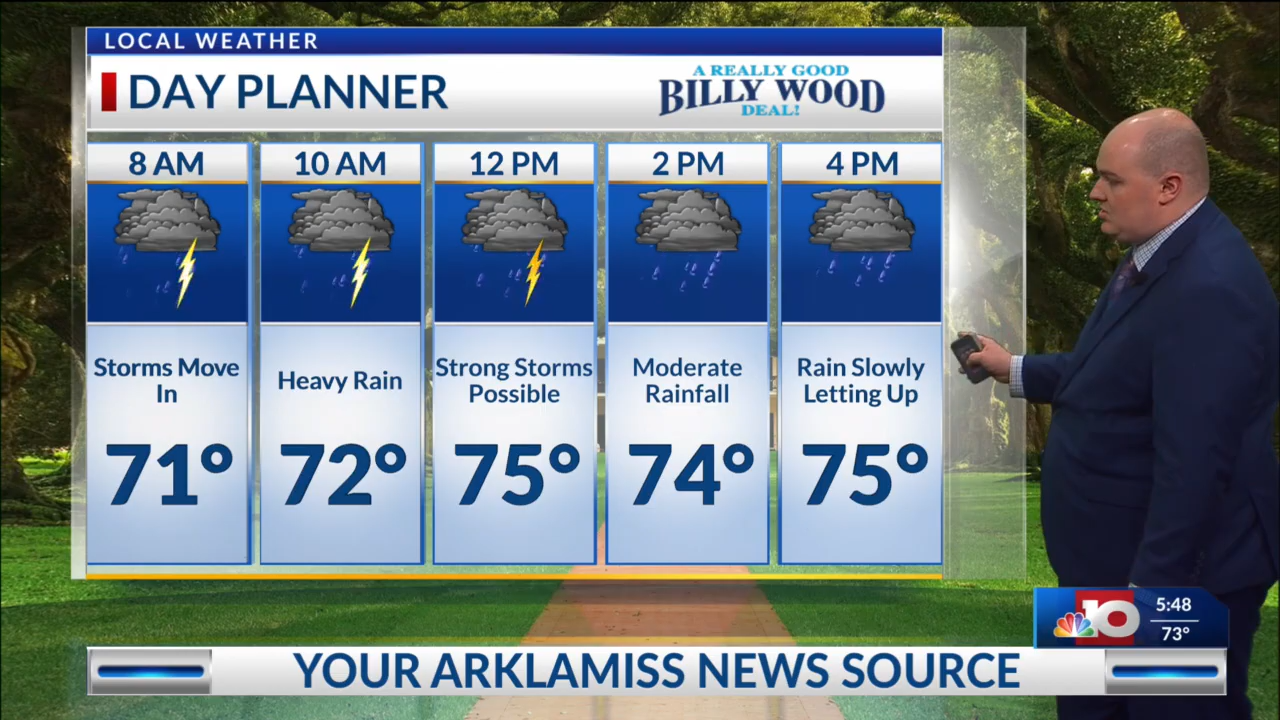 LOCAL WEATHER
DAY PLANNER
A REALLY GOOD
BILLY WOOD
DEAL!
8 AM
Storms Move
In
71°
10 AM
Heavy Rain
72°
12 PM
Strong Storms
Possible
75°
2 PM
Moderate
Rainfall
74°
4 PM
Rain Slowly
Letting Up
75°
10
5:48
73°
YOUR ARKLAMISS NEWS SOURCE